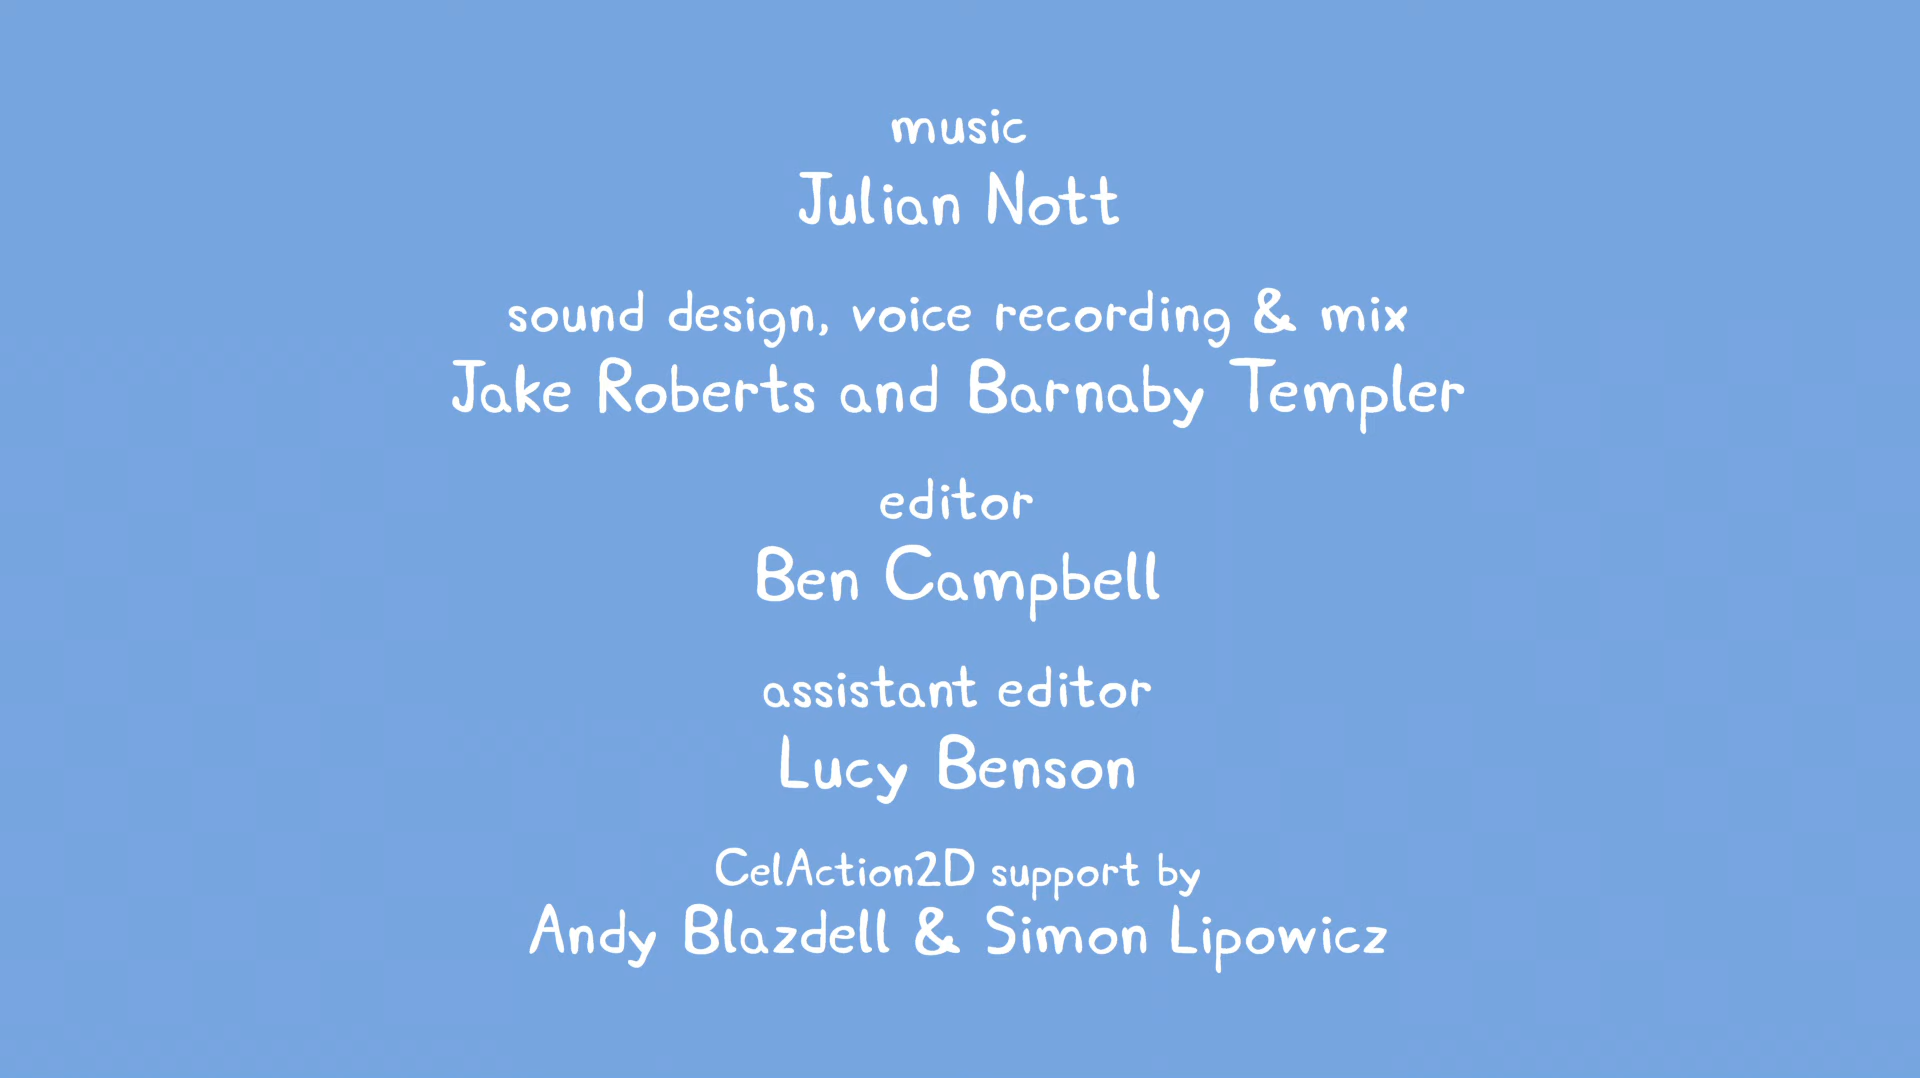 music
Julian Nott
sound design, voice recording & mix
Jake Roberts and Barnaby Templer
editor
Ben Campbell
assistant editor
Lucy Benson
CelAction2D support by
Andy Blazdell & Simon Lipowicz